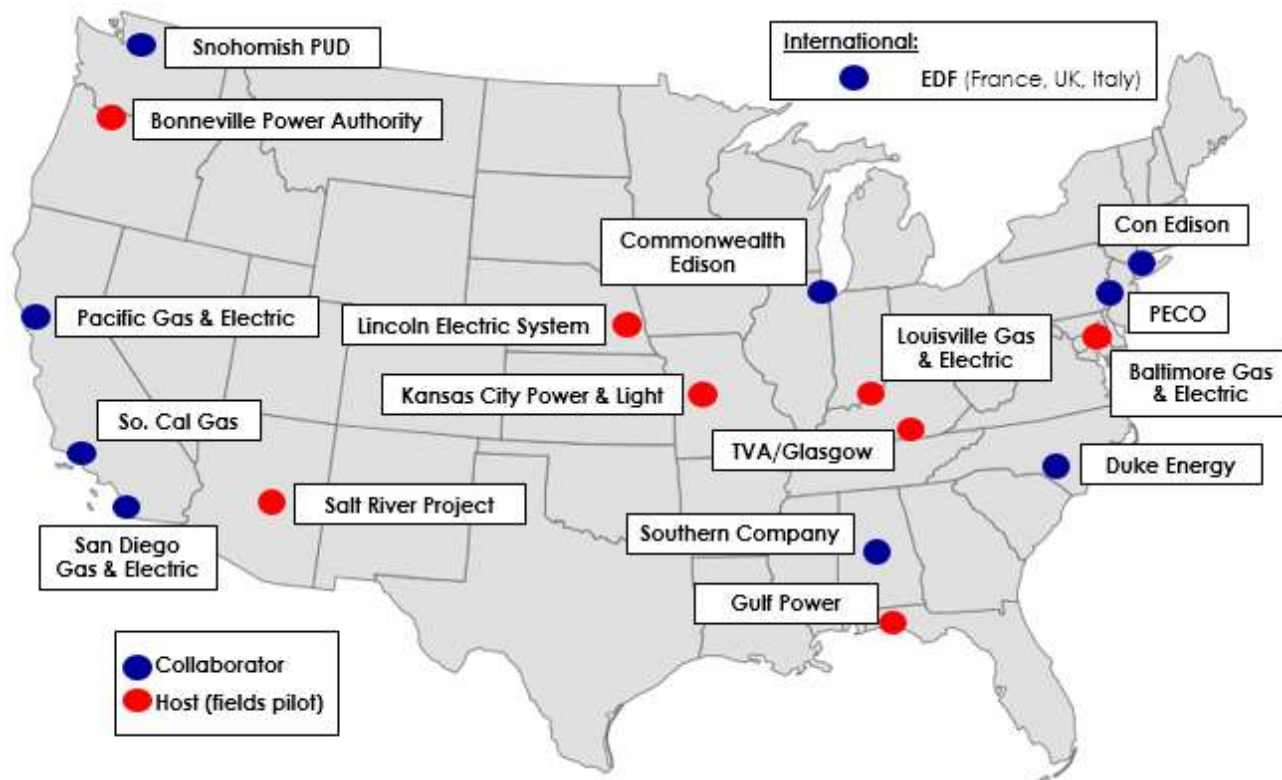 Snohomish PUD
International:
EDF (France, UK, Italy)
Bonneville Power Authority
Con Edison
Commonwealth
Edison
Pacific Gas & Electric
Lincoln Electric System
PECO
Louisville Gas
& Electric
Baltimore Gas
& Electric
Kansas City Power & Light
So. Cal Gas
TVA/Glasgow
Duke Energy
Salt River Project
San Diego
Gas & Electric
Southern Company
Gulf Power
Collaborator
Host (fields pilot)